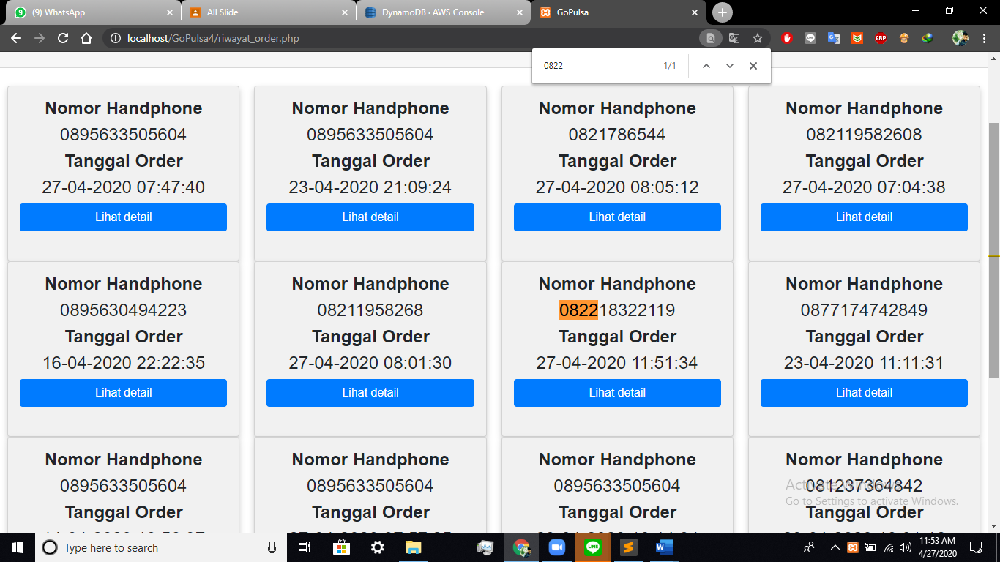 (9) WhatsApp
All Slide
DynamoDB · AWS Console
GoPulsa
localhost/GoPulsa4/riwayat_order.php
0822 1/1
Nomor Handphone
0895633505604
Tanggal Order
27-04-2020 07:47:40
Lihat detail
Nomor Handphone
0895633505604
Tanggal Order
23-04-2020 21:09:24
Lihat detail
Nomor Handphone
0821786544
Tanggal Order
27-04-2020 08:05:12
Lihat detail
Nomor Handphone
082119582608
Tanggal Order
27-04-2020 07:04:38
Lihat detail
Nomor Handphone
0895630494223
Tanggal Order
16-04-2020 22:22:35
Lihat detail
Nomor Handphone
08211958268
Tanggal Order
27-04-2020 08:01:30
Lihat detail
Nomor Handphone
082218322119
Tanggal Order
27-04-2020 11:51:34
Lihat detail
Nomor Handphone
0877174742849
Tanggal Order
23-04-2020 11:11:31
Lihat detail
Nomor Handphone
0895633505604
Tanggal Order
Nomor Handphone
0895633505604
Tanggal Order
Nomor Handphone
0895633505604
Tanggal Order
Nomor Handphone
081237364842
Tanggal Order
Activate Windows
Go to Settings to activate Windows.
Type here to search
11:53 AM
4/27/2020